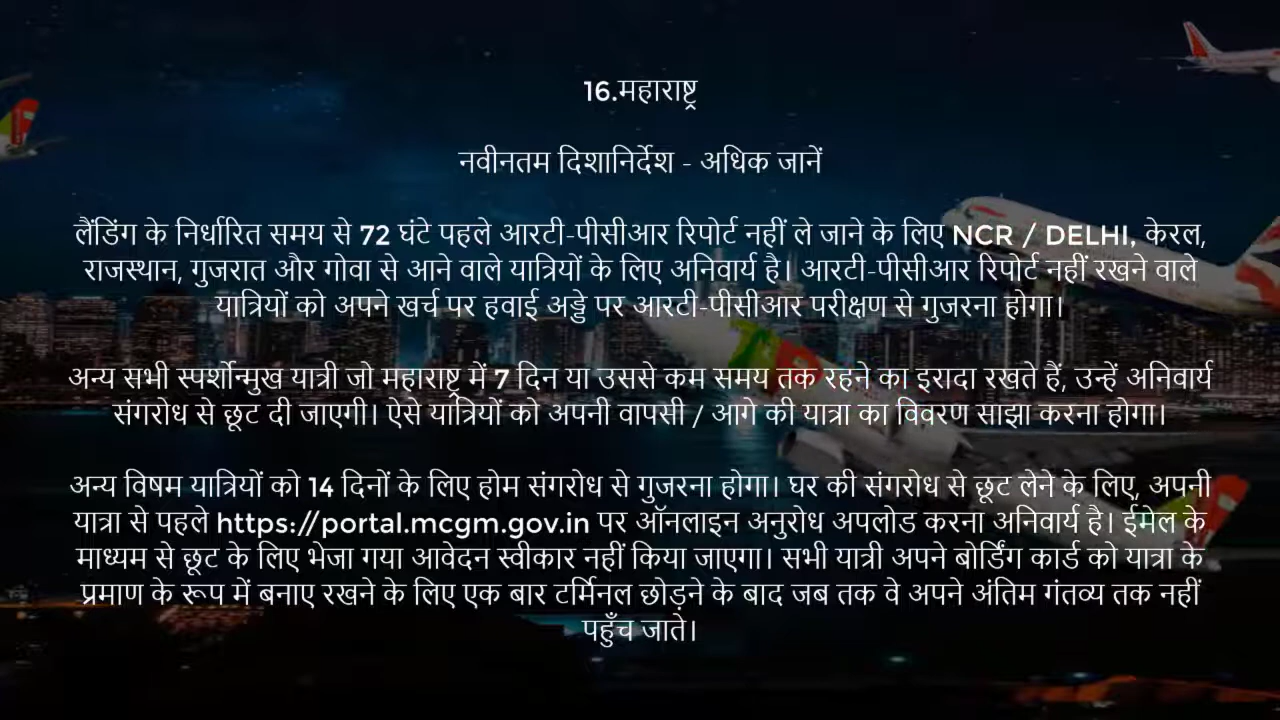 16.महाराष्ट्र
नवीनतम दिशानिर्देश - अधिक जानें
लैंडिंग के निर्धारित समय से 72 घंटे पहले आरटी-पीसीआर रिपोर्ट नहीं ले जाने के लिए NCR / DELHI, केरल,
राजस्थान, गुजरात और गोवा से आने वाले यात्रियों के लिए अनिवार्य है। आरटी-पीसीआर रिपोर्ट नहीं रखने वाले
यात्रियों को अपने खर्च पर हवाई अड्डे पर आरटी-पीसीआर परीक्षण से गुजरना होगा।
अन्य सभी स्पर्शोन्मुख यात्री जो महाराष्ट्र में 7 दिन या उससे कम समय तक रहने का इरादा रखते हैं, उन्हें अनिवार्य
संगरोध से छूट दी जाएगी। ऐसे यात्रियों को अपनी वापसी / आगे की यात्रा का विवरण साझा करना होगा।
अन्य विषम यात्रियों को 14 दिनों के लिए होम संगरोध से गुजरना होगा। घर की संगरोध से छूट लेने के लिए, अपनी
यात्रा से पहले https://portal.mcgm.gov.in पर ऑनलाइन अनुरोध अपलोड करना अनिवार्य है। ईमेल के
माध्यम से छूट के लिए भेजा गया आवेदन स्वीकार नहीं किया जाएगा। सभी यात्री अपने बोर्डिंग कार्ड को यात्रा के
प्रमाण के रूप में बनाए रखने के लिए एक बार टर्मिनल छोड़ने के बाद जब तक वे अपने अंतिम गंतव्य तक नहीं
पहुँच जाते।